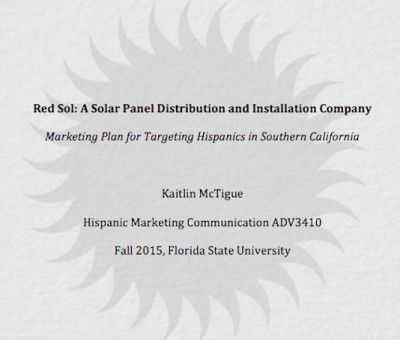 Red Sol: A Solar Panel Distribution and Installation Company
Marketing Plan for Targeting Hispanics in Southern California
Kaitlin McTigue
Hispanic Marketing Communication ADV3410
Fall 2015, Florida State University